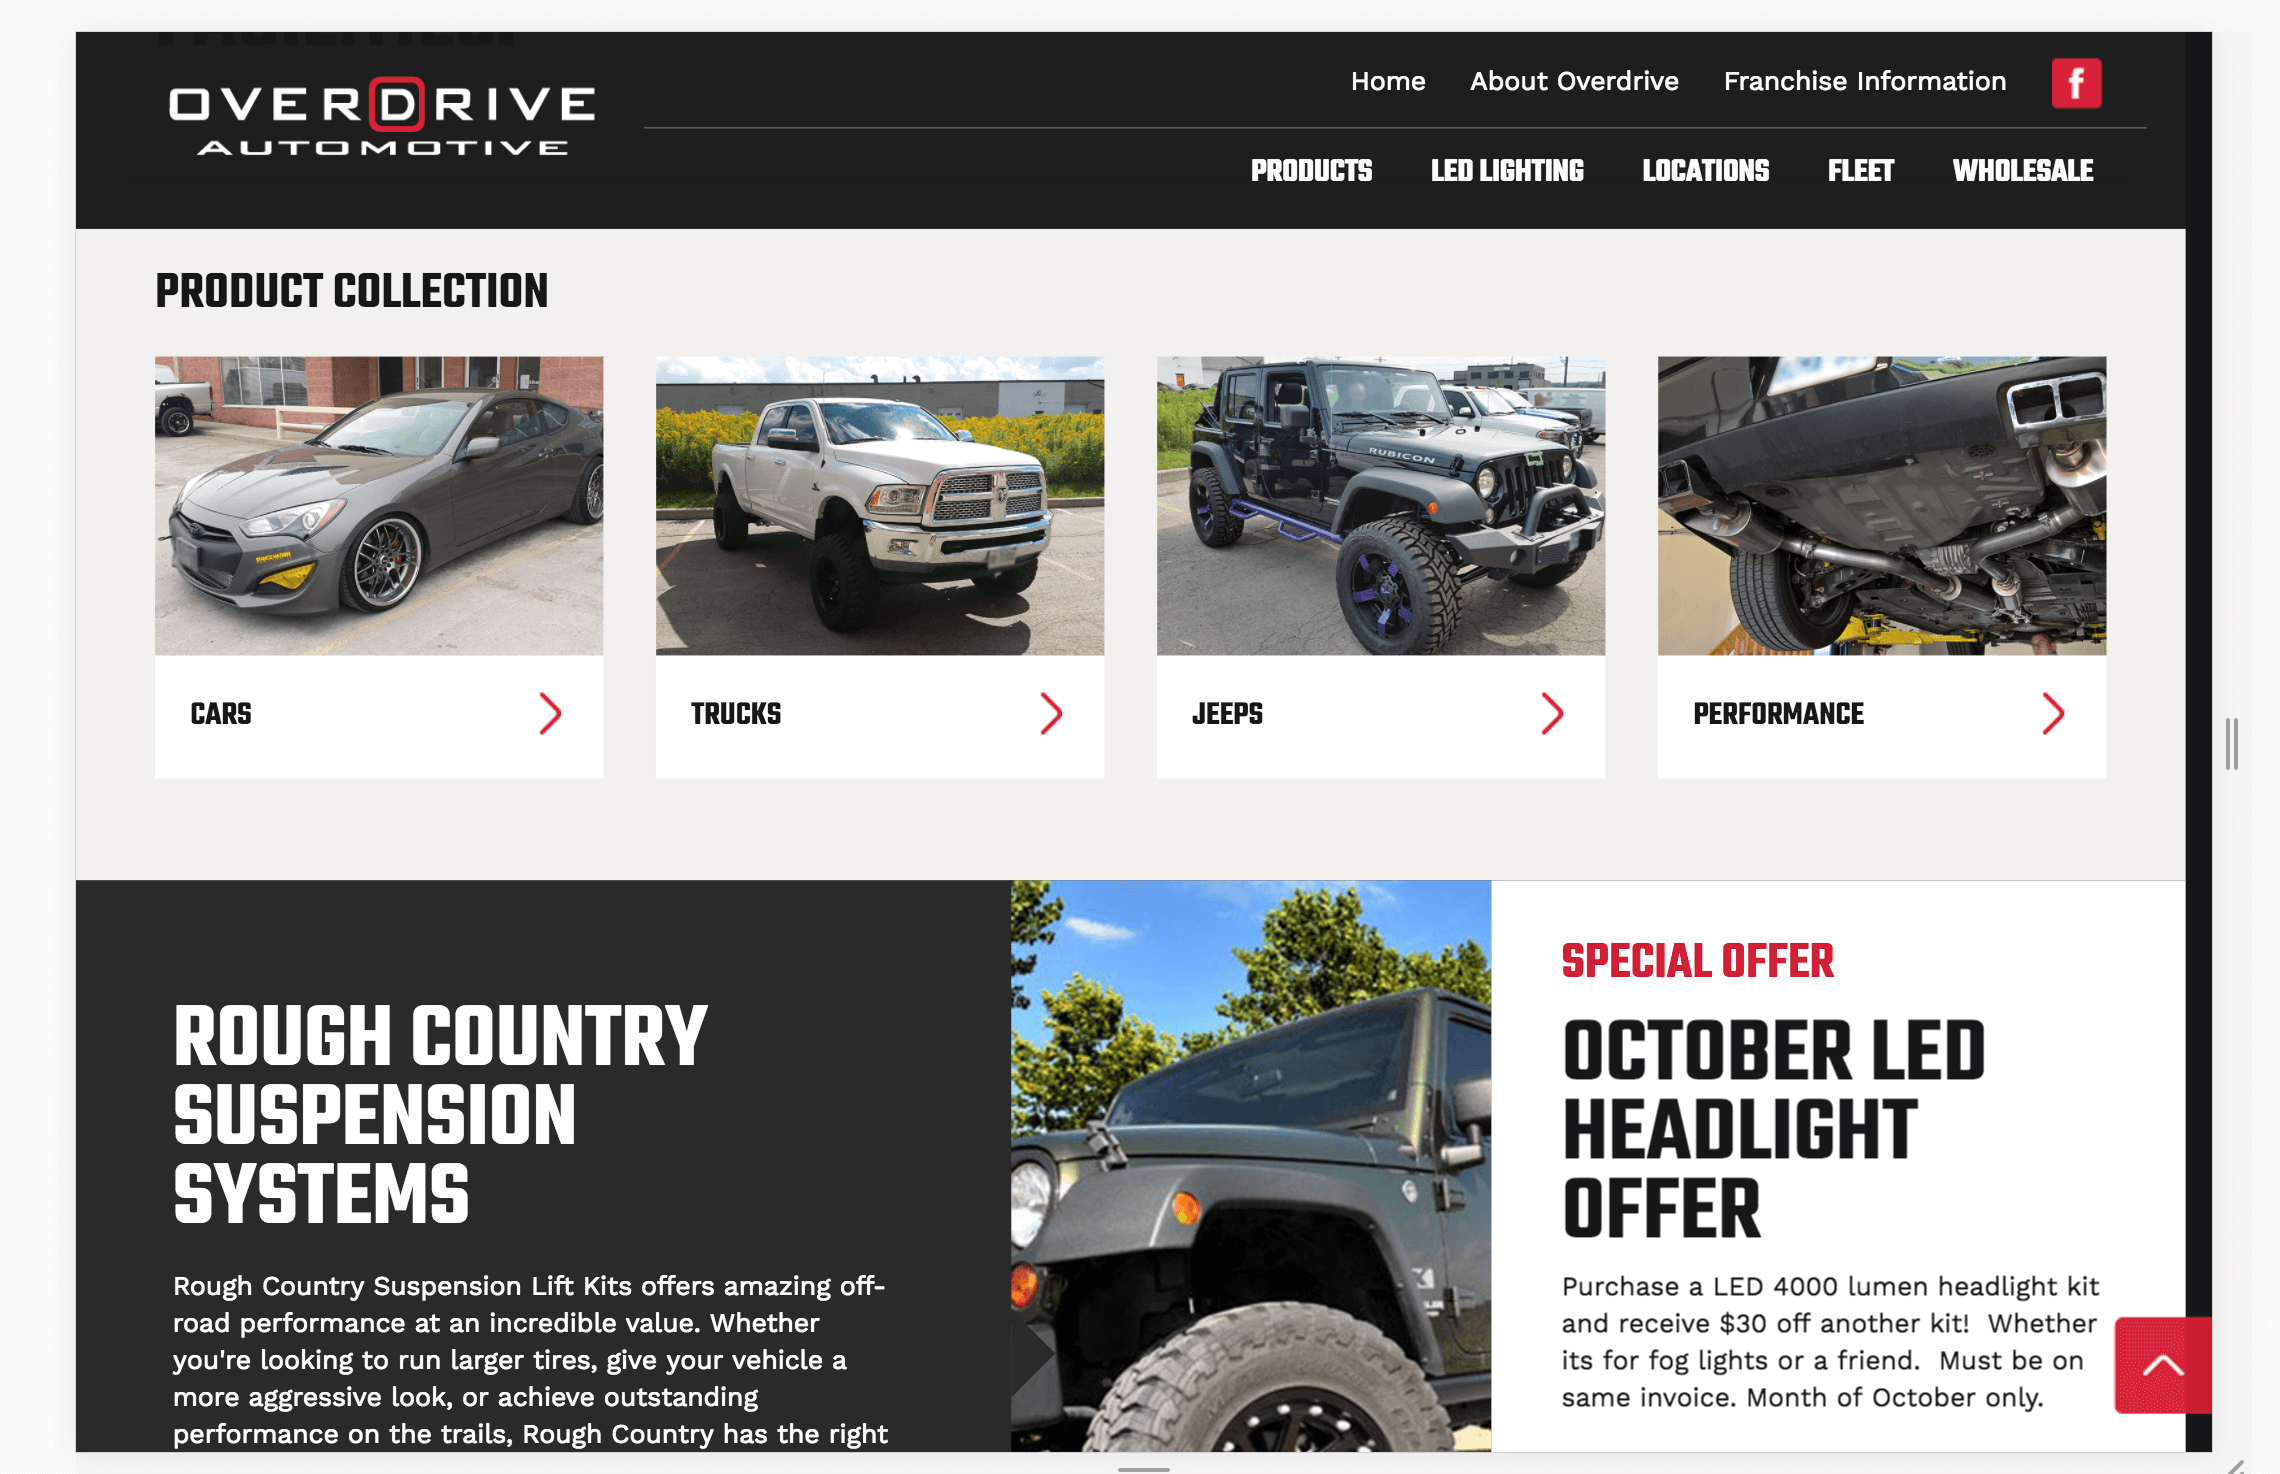 FACILITIES.
OVERDRIVE
AUTOMOTIVE
Home About Overdrive Franchise Information f
PRODUCTS LED LIGHTING LOCATIONS FLEET WHOLESALE
PRODUCT COLLECTION
RUBICON
CARS
TRUCKS
JEEPS
PERFORMANCE
ROUGH COUNTRY
SUSPENSION
SYSTEMS
Rough Country Suspension Lift Kits offers amazing off-
road performance at an incredible value. Whether
you're looking to run larger tires, give your vehicle a
more aggressive look, or achieve outstanding
performance on the trails, Rough Country has the right
SPECIAL OFFER
OCTOBER LED
HEADLIGHT
OFFER
Purchase a LED 4000 lumen headlight kit
and receive $30 off another kit!  Whether
its for fog lights or a friend.  Must be on
same invoice. Month of October only.